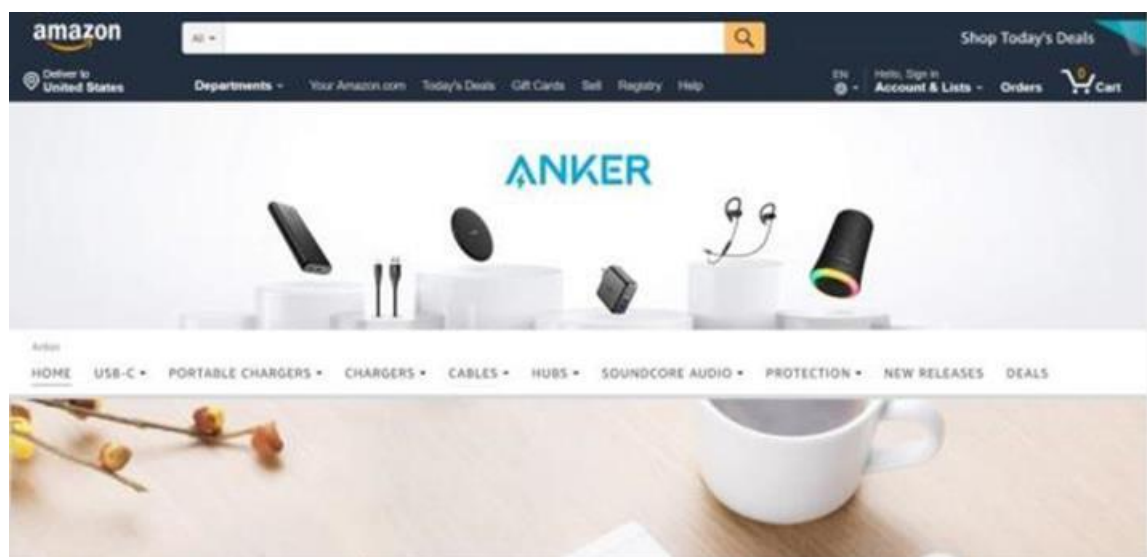 amazon
All
Shop Today's Deals
Deliver to
United States
Departments
Your Amazon.com
Today's Deals
Gift Cards
Sell
Registry
Help
EN
Hello, Sign in
Account & Lists
Orders
0
Cart
ANKER
Anker
HOME
USB-C
PORTABLE CHARGERS
CHARGERS
CABLES
HUBS
SOUNDCORE AUDIO
PROTECTION
NEW RELEASES
DEALS